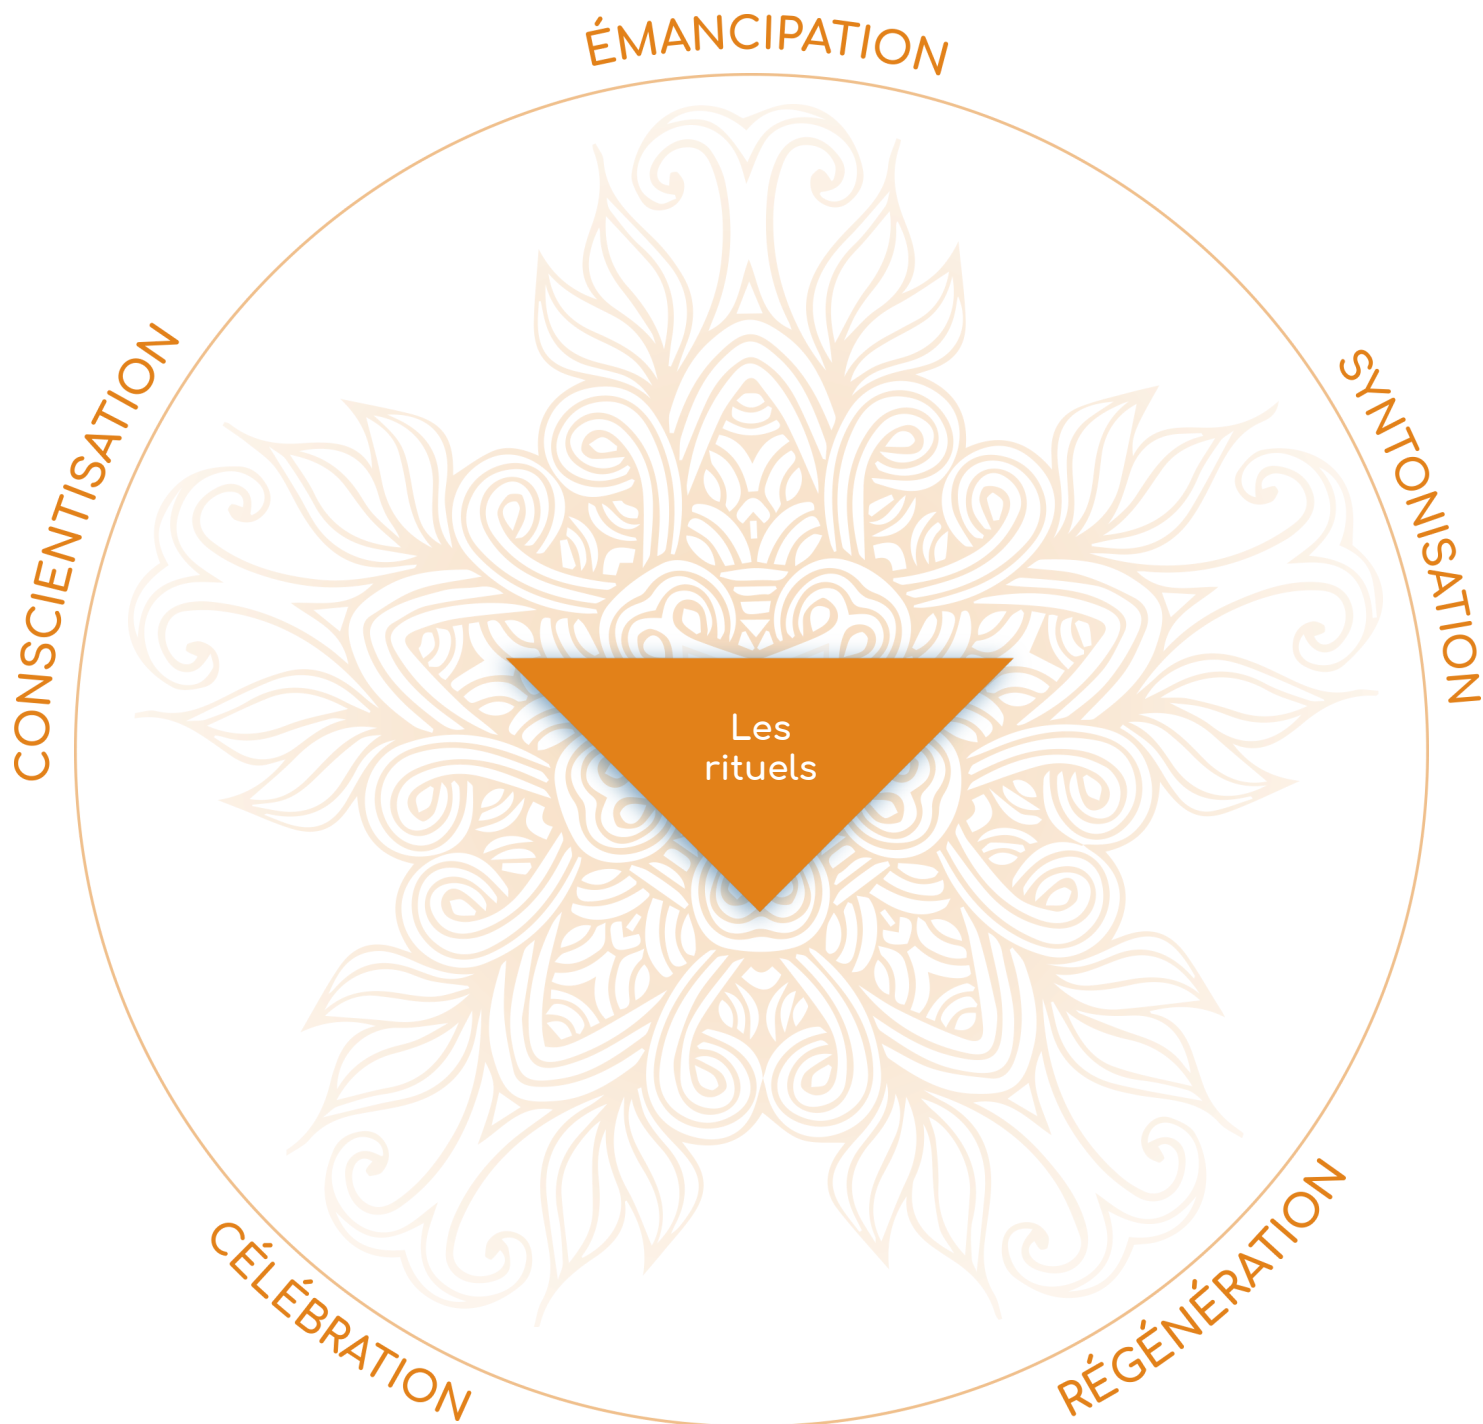 ÉMANCIPATION
SYNTONISATION
CONSCIENTISATION
Les
rituels
CÉLÉBRATION
RÉGÉNÉRATION